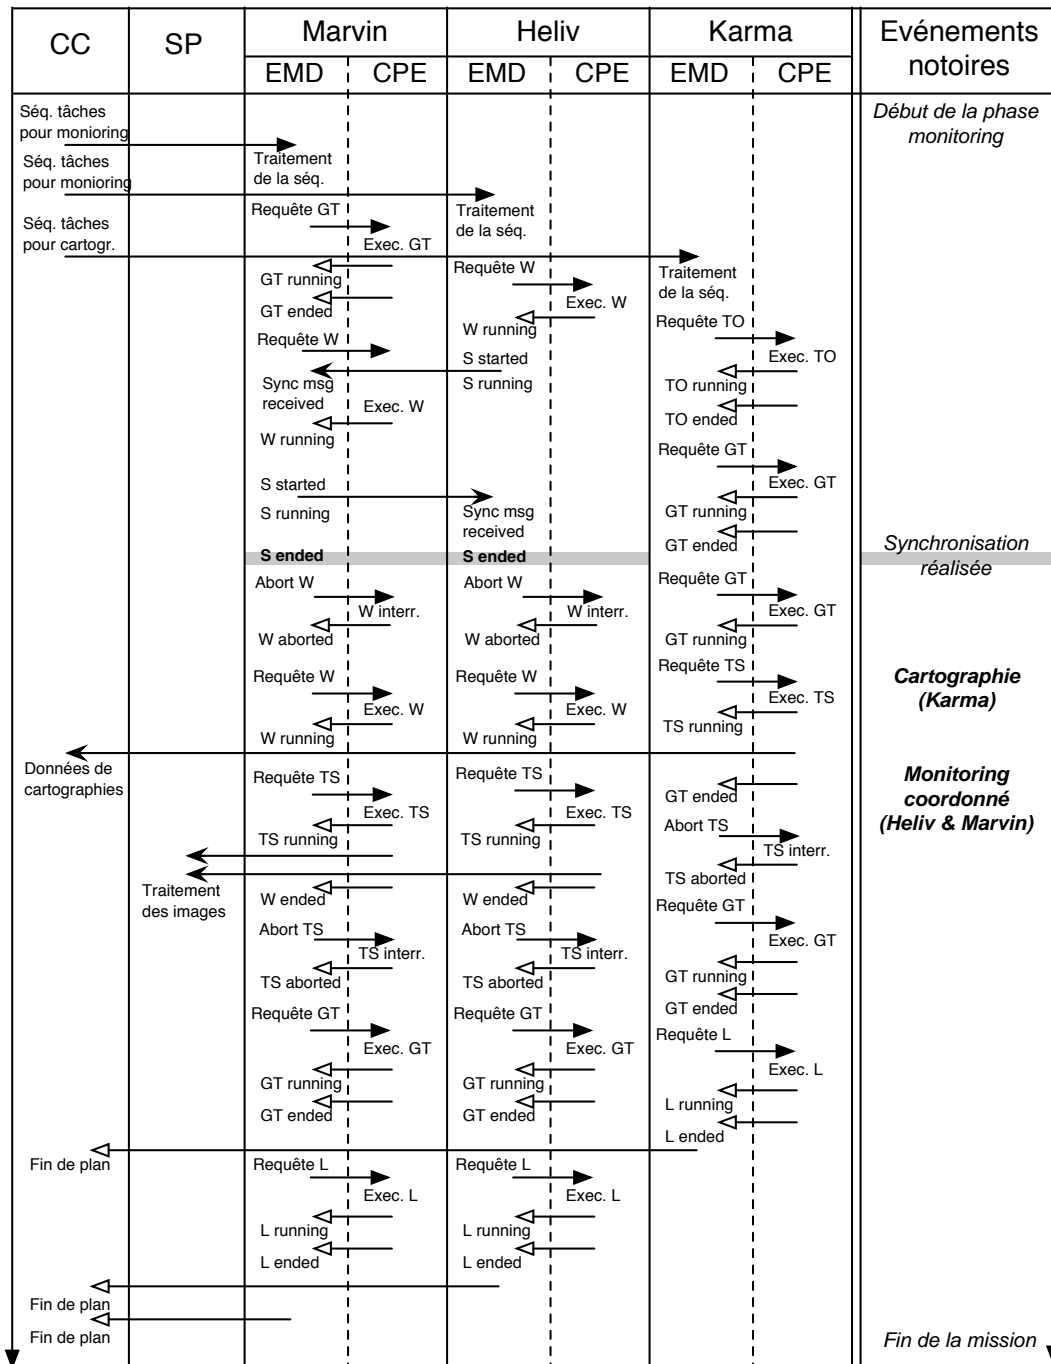 CC
SP
Marvin
Heliv
Karma
Evénements
notoires
EMD
CPE
EMD
CPE
EMD
CPE
Séq. tâches
pour monioring
Début de la phase
monitoring
Séq. tâches
pour monioring
Traitement
de la séq.
Requête GT
Traitement
de la séq.
Séq. tâches
pour cartogr.
Exec. GT
GT running
Requête W
Traitement
de la séq.
GT ended
Exec. W
W running
Requête TO
Requête W
Exec. TO
S started
S running
Sync msg
received
TO running
Exec. W
TO ended
W running
Requête GT
S started
Exec. GT
S running
Sync msg
received
GT running
GT ended
S ended
S ended
Synchronisation
réalisée
Abort W
Abort W
Requête GT
W interr.
W interr.
Exec. GT
W aborted
W aborted
GT running
Requête W
Requête W
Requête TS
Cartographie
(Karma)
Exec. W
Exec. W
Exec. TS
W running
W running
TS running
Données de
cartographies
Requête TS
Requête TS
GT ended
Monitoring
coordonné
(Heliv & Marvin)
Exec. TS
Exec. TS
Abort TS
TS running
TS running
TS interr.
TS aborted
Traitement
des images
W ended
W ended
Requête GT
Abort TS
Abort TS
Exec. GT
TS interr.
TS interr.
TS aborted
TS aborted
GT running
GT ended
Requête GT
Requête GT
Requête L
Exec. GT
Exec. GT
Exec. L
GT running
GT running
L running
GT ended
GT ended
L ended
Fin de plan
Requête L
Requête L
Exec. L
Exec. L
L running
L running
L ended
L ended
Fin de plan
Fin de plan
Fin de la mission